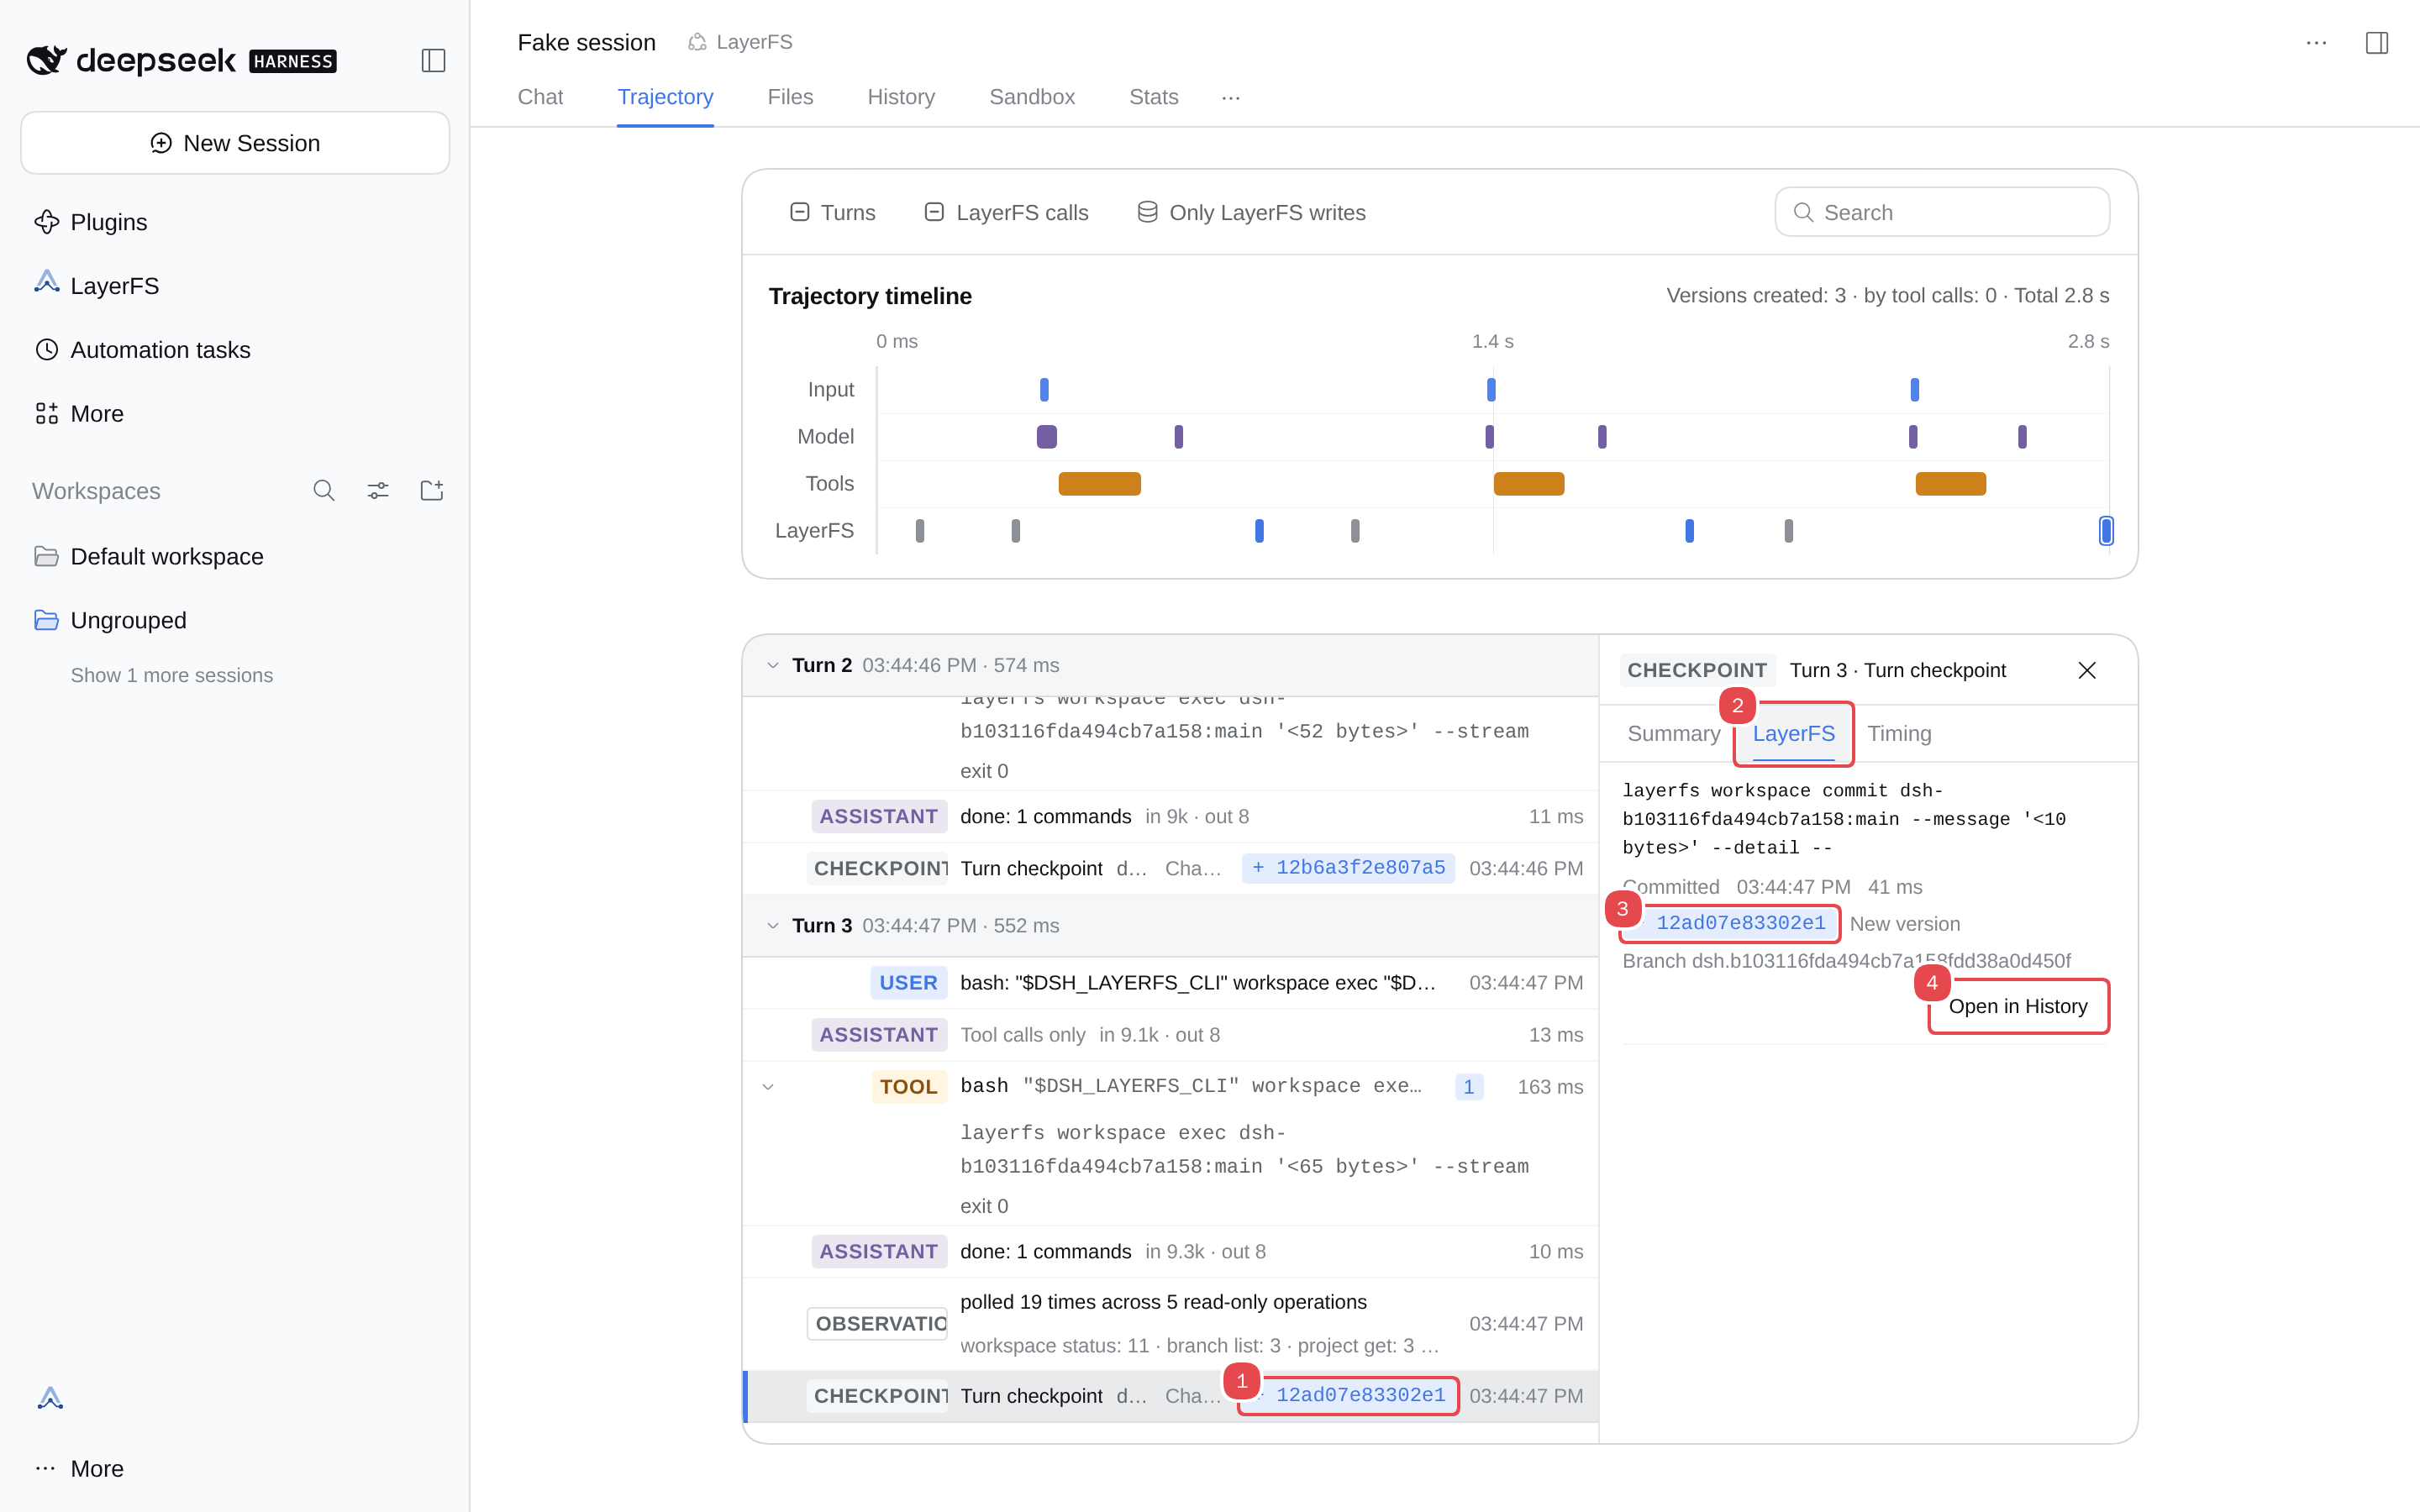 deepseek HARNESS
New Session
Plugins
LayerFS
Automation tasks
More
Workspaces
Default workspace
Ungrouped
Show 1 more sessions
More
Fake session LayerFS
Chat Trajectory Files History Sandbox Stats ...
Turns LayerFS calls Only LayerFS writes Search
Trajectory timeline Versions created: 3 · by tool calls: 0 · Total 2.8 s
0 ms 1.4 s 2.8 s
Input
Model
Tools
LayerFS
Turn 2 03:44:46 PM · 574 ms
layerfs workspace exec dsh-
b103116fda494cb7a158:main '<52 bytes>' --stream
exit 0
ASSISTANT done: 1 commands in 9k · out 8 11 ms
CHECKPOINT Turn checkpoint d… Cha… + 12b6a3f2e807a5 03:44:46 PM
Turn 3 03:44:47 PM · 552 ms
USER bash: "$DSH_LAYERFS_CLI" workspace exec "$D… 03:44:47 PM
ASSISTANT Tool calls only in 9.1k · out 8 13 ms
TOOL bash "$DSH_LAYERFS_CLI" workspace exe… 1 163 ms
layerfs workspace exec dsh-
b103116fda494cb7a158:main '<65 bytes>' --stream
exit 0
ASSISTANT done: 1 commands in 9.3k · out 8 10 ms
OBSERVATIO polled 19 times across 5 read-only operations 03:44:47 PM
workspace status: 11 · branch list: 3 · project get: 3 …
CHECKPOINT Turn checkpoint d… Cha… 1 12ad07e83302e1 03:44:47 PM
CHECKPOINT Turn 3 · Turn checkpoint
2
Summary LayerFS Timing
layerfs workspace commit dsh-
b103116fda494cb7a158:main --message '<10
bytes>' --detail --
Committed 03:44:47 PM 41 ms
3 12ad07e83302e1 New version
Branch dsh.b103116fda494cb7a158fdd38a0d450f
4 Open in History